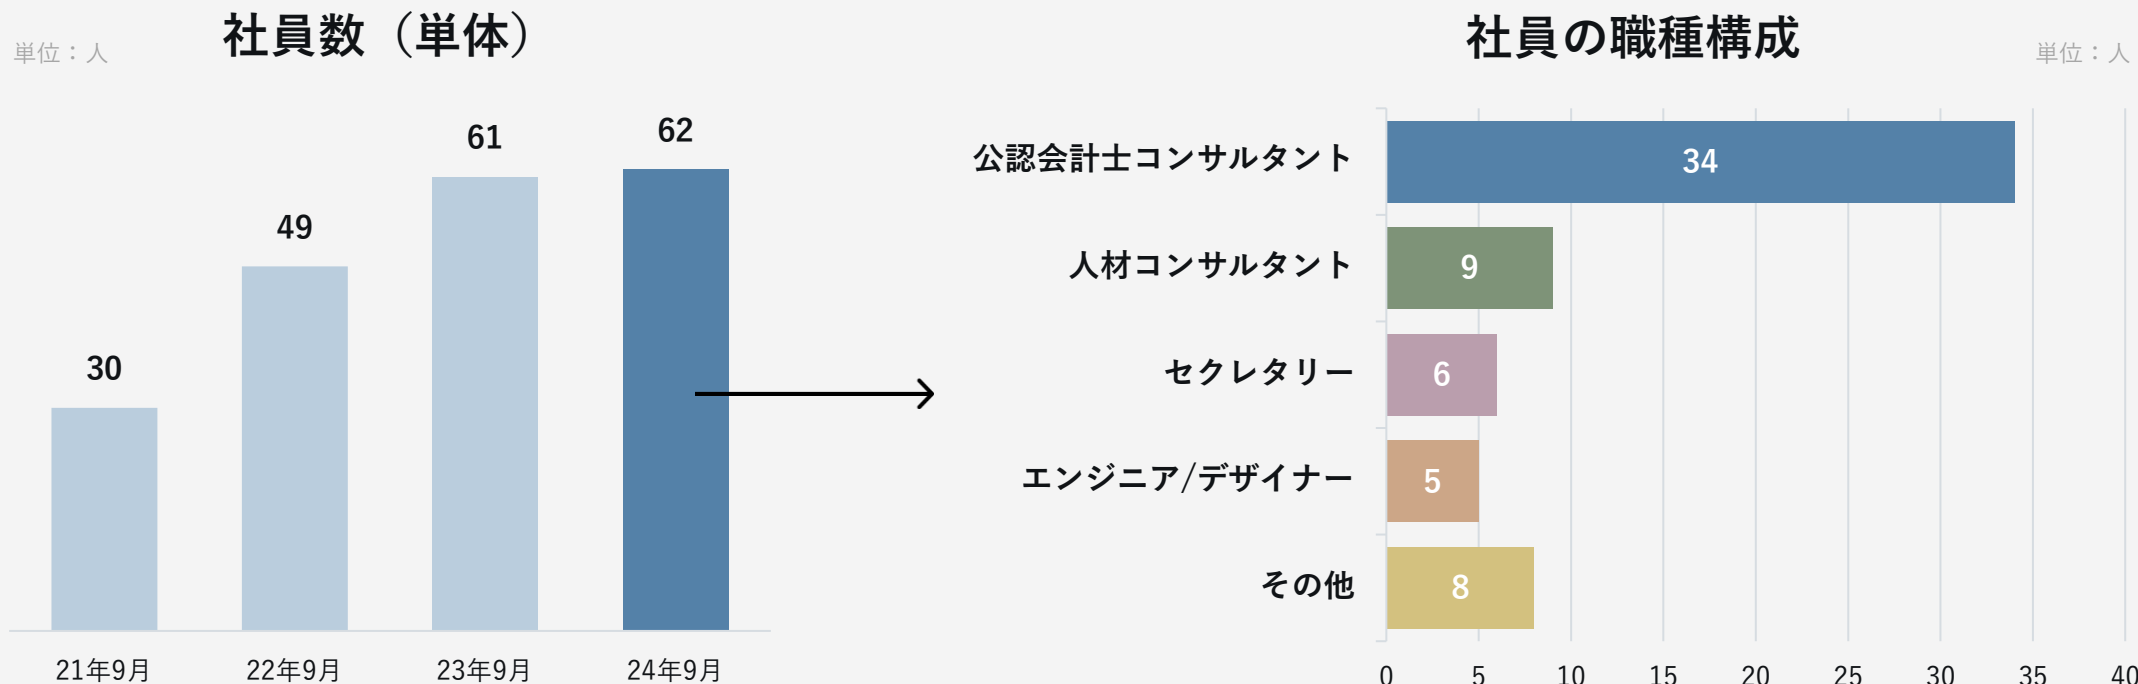 社員数（単体）
単位：人
30
49
61
62
21年9月
22年9月
23年9月
24年9月
社員の職種構成
単位：人
公認会計士コンサルタント
34
人材コンサルタント
9
セクレタリー
6
エンジニア/デザイナー
5
その他
8
0 5 10 15 20 25 30 35 40